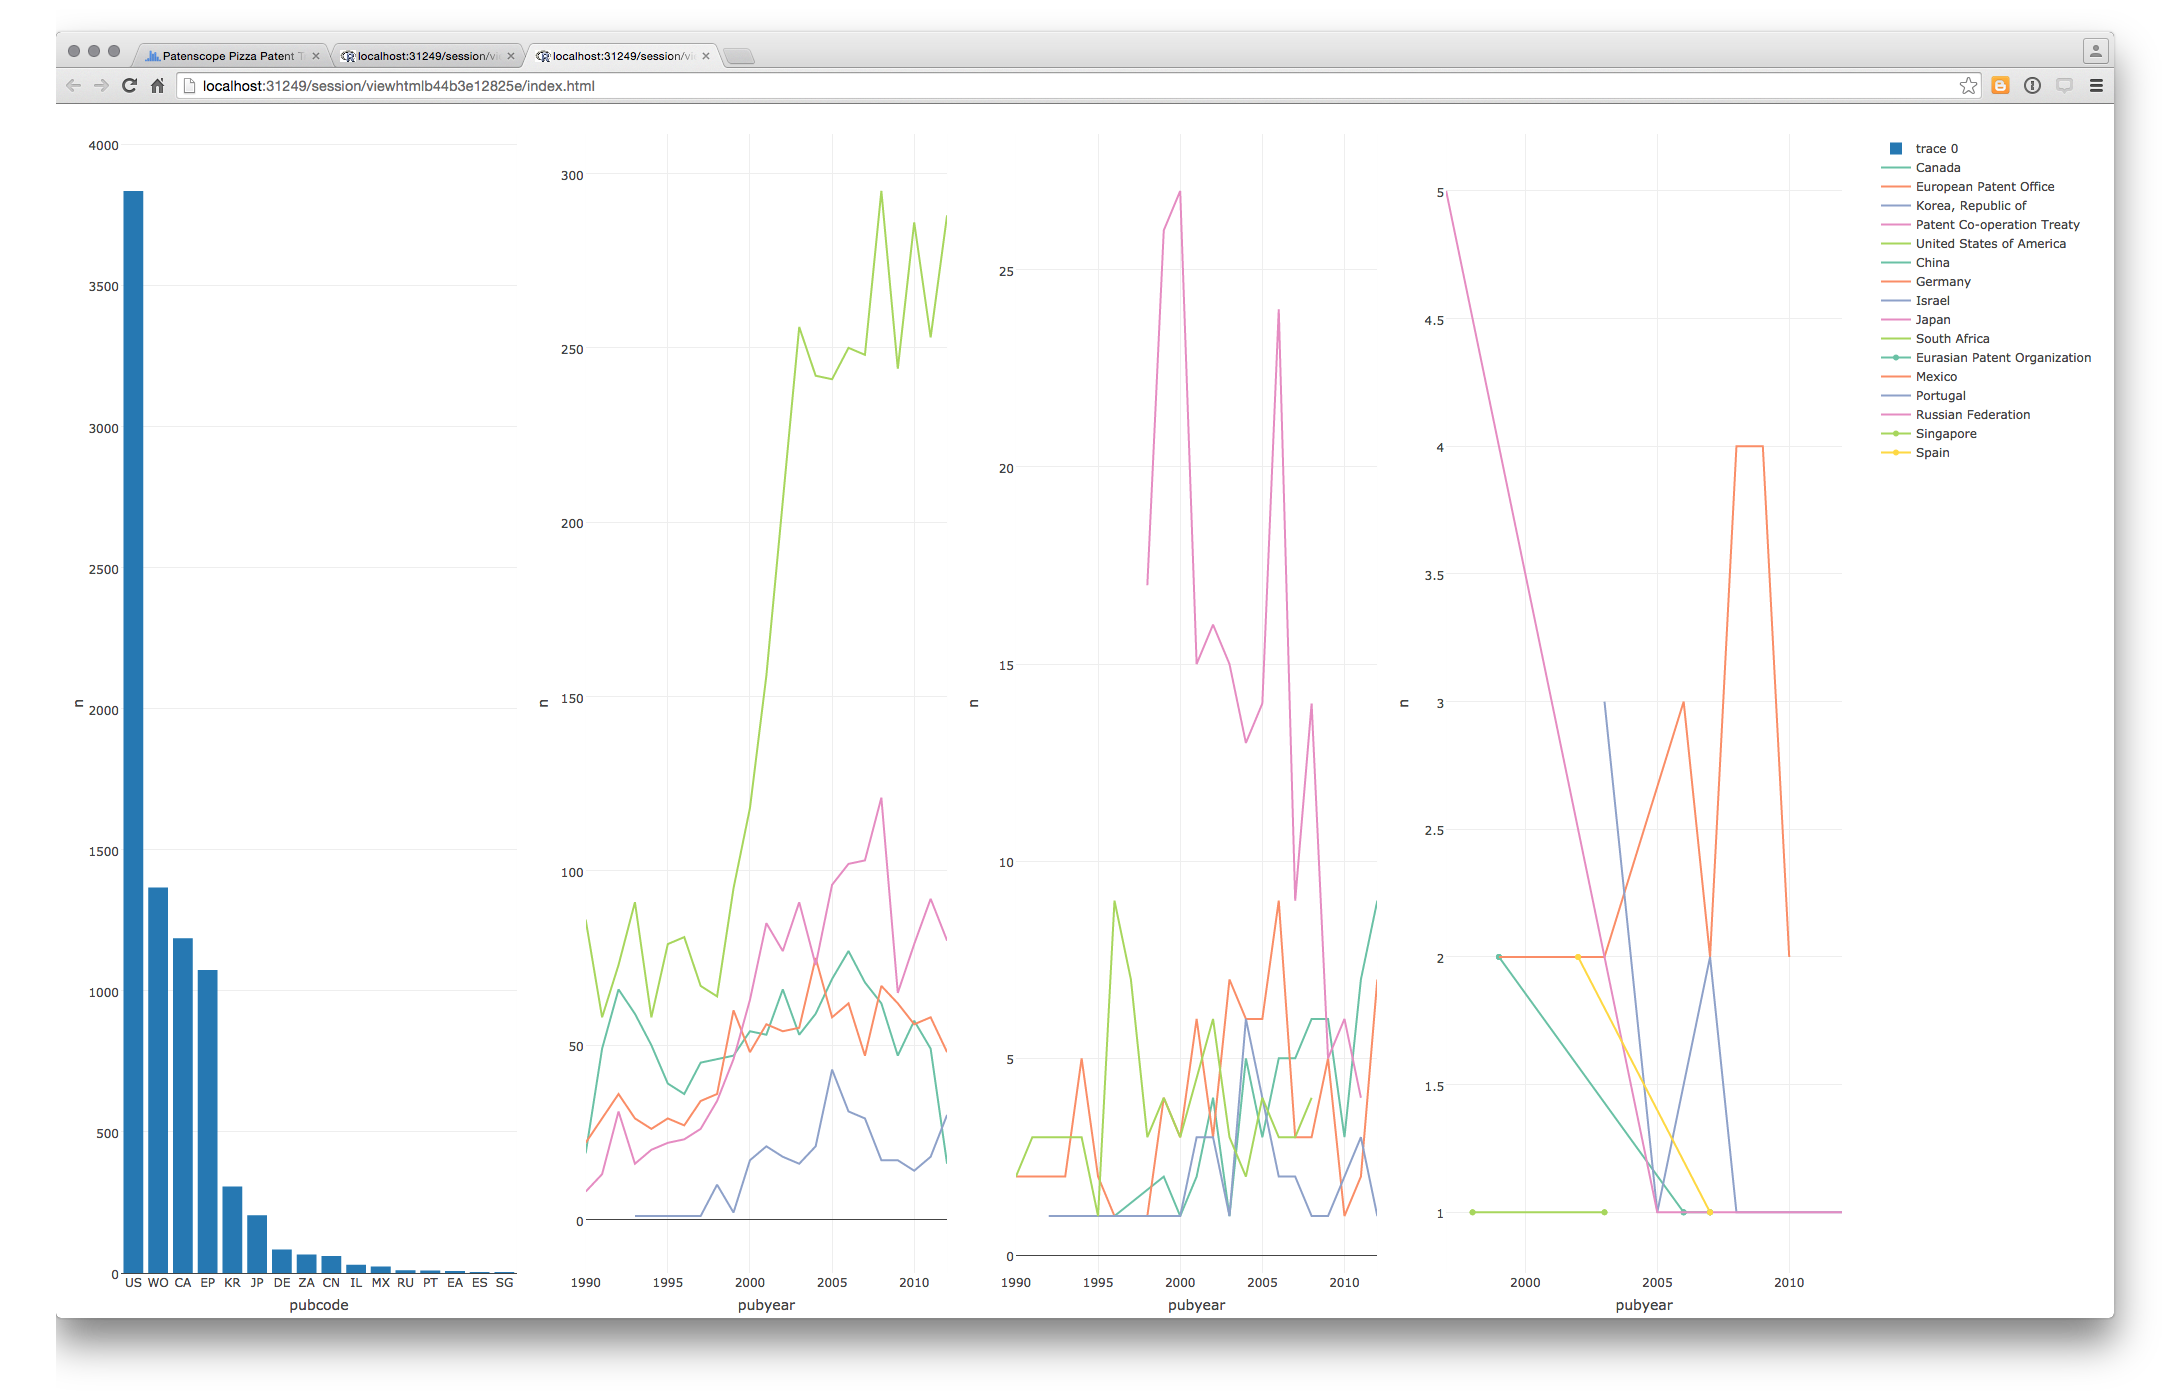 Patenscope Pizza Patent T
localhost:31249/session/vi
localhost:31249/session/vi
localhost:31249/session/viewhtmlb44b3e12825e/index.html
4000
3500
3000
2500
2000
1500
1000
500
0
n
US WO CA EP KR JP DE ZA CN IL MX RU PT EA ES SG
pubcode
300
250
200
150
100
50
0
n
1990 1995 2000 2005 2010
pubyear
25
20
15
10
5
0
n
1990 1995 2000 2005 2010
pubyear
5
4.5
4
3.5
3
2.5
2
1.5
1
n
2000 2005 2010
pubyear
trace 0
Canada
European Patent Office
Korea, Republic of
Patent Co-operation Treaty
United States of America
China
Germany
Israel
Japan
South Africa
Eurasian Patent Organization
Mexico
Portugal
Russian Federation
Singapore
Spain